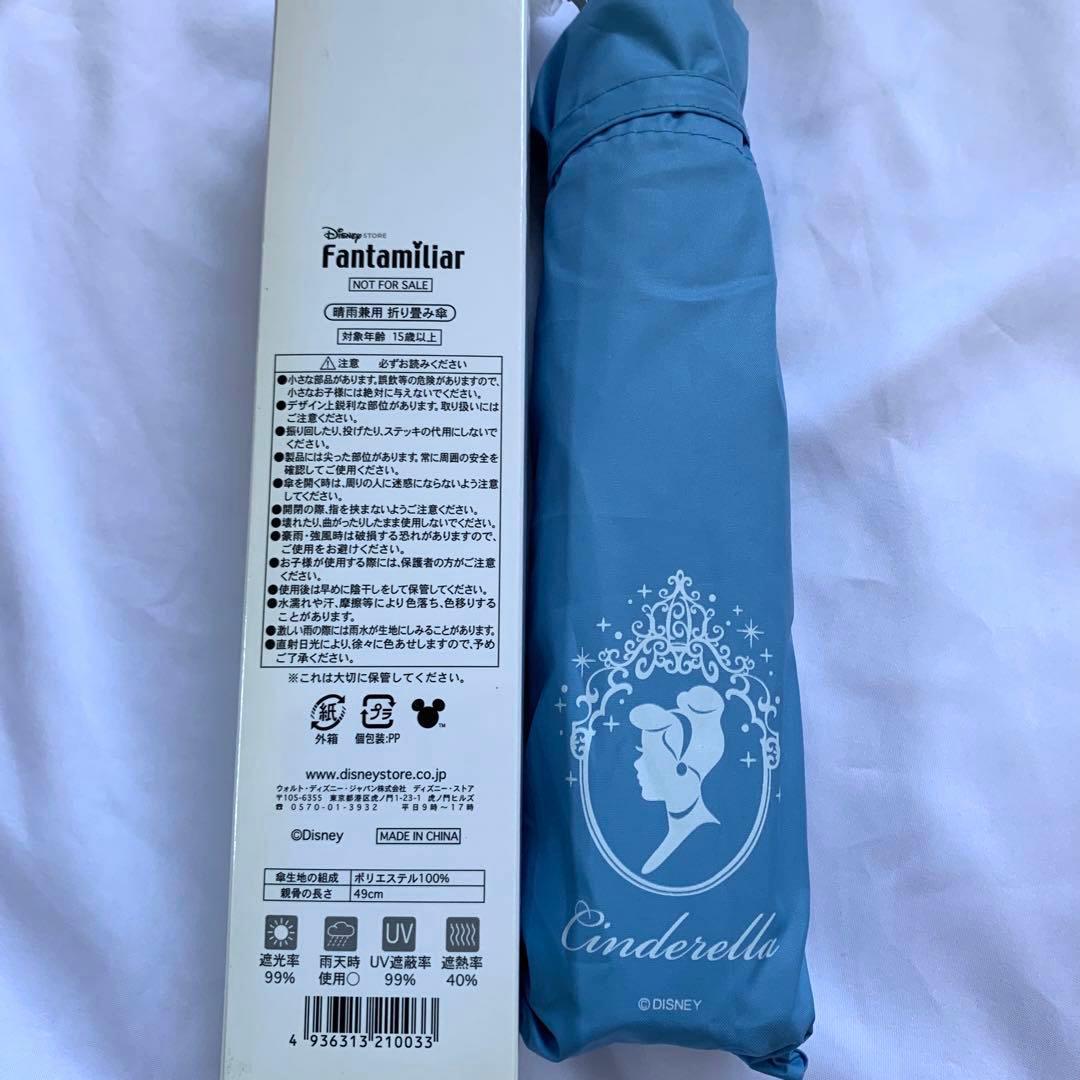 Disney STORE
Fantamiliar
NOT FOR SALE
晴雨兼用 折り畳み傘
対象年齢 15歳以上
注意 必ずお読みください
●小さな部品があります。誤飲等の危険がありますので、
小さなお子様には絶対に与えないでください。
●デザイン上鋭利な部位があります。取り扱いには
ご注意ください。
●振り回したり、投げたり、ステッキの代用にしないで
ください。
●製品には尖った部位があります。常に周囲の安全を
確認してご使用ください。
●傘を開く時は、周りの人に迷惑にならないよう注意
してください。
●開閉の際、指を挟まないようご注意ください。
●壊れたり、曲がったりしたまま使用しないでください。
●豪雨・強風時は破損する恐れがありますので、
ご使用をお避けください。
●お子様が使用する際には、保護者の方がご注意
ください。
●使用後は早めに陰干しをして保管してください。
●水濡れや汗、摩擦等により色落ち、色移りする
ことがあります。
●激しい雨の際には雨水が生地にしみることがあります。
●直射日光により、徐々に色あせしますので、予め
ご了承ください。
※これは大切に保管してください。
紙
外箱
プラ
個包装:PP
TM
www.disneystore.co.jp
ウォルト・ディズニー・ジャパン株式会社 ディズニー・ストア
〒105-6355 東京都港区虎ノ門1-23-1 虎ノ門ヒルズ
☎ 0570-01-3932 平日9時〜17時
©Disney
MADE IN CHINA
傘生地の組成 ポリエステル100%
親骨の長さ 49cm
遮光率
99%
雨天時
使用○
UV
UV遮蔽率
99%
遮熱率
40%
4 936313 210033
Cinderella
©DISNEY